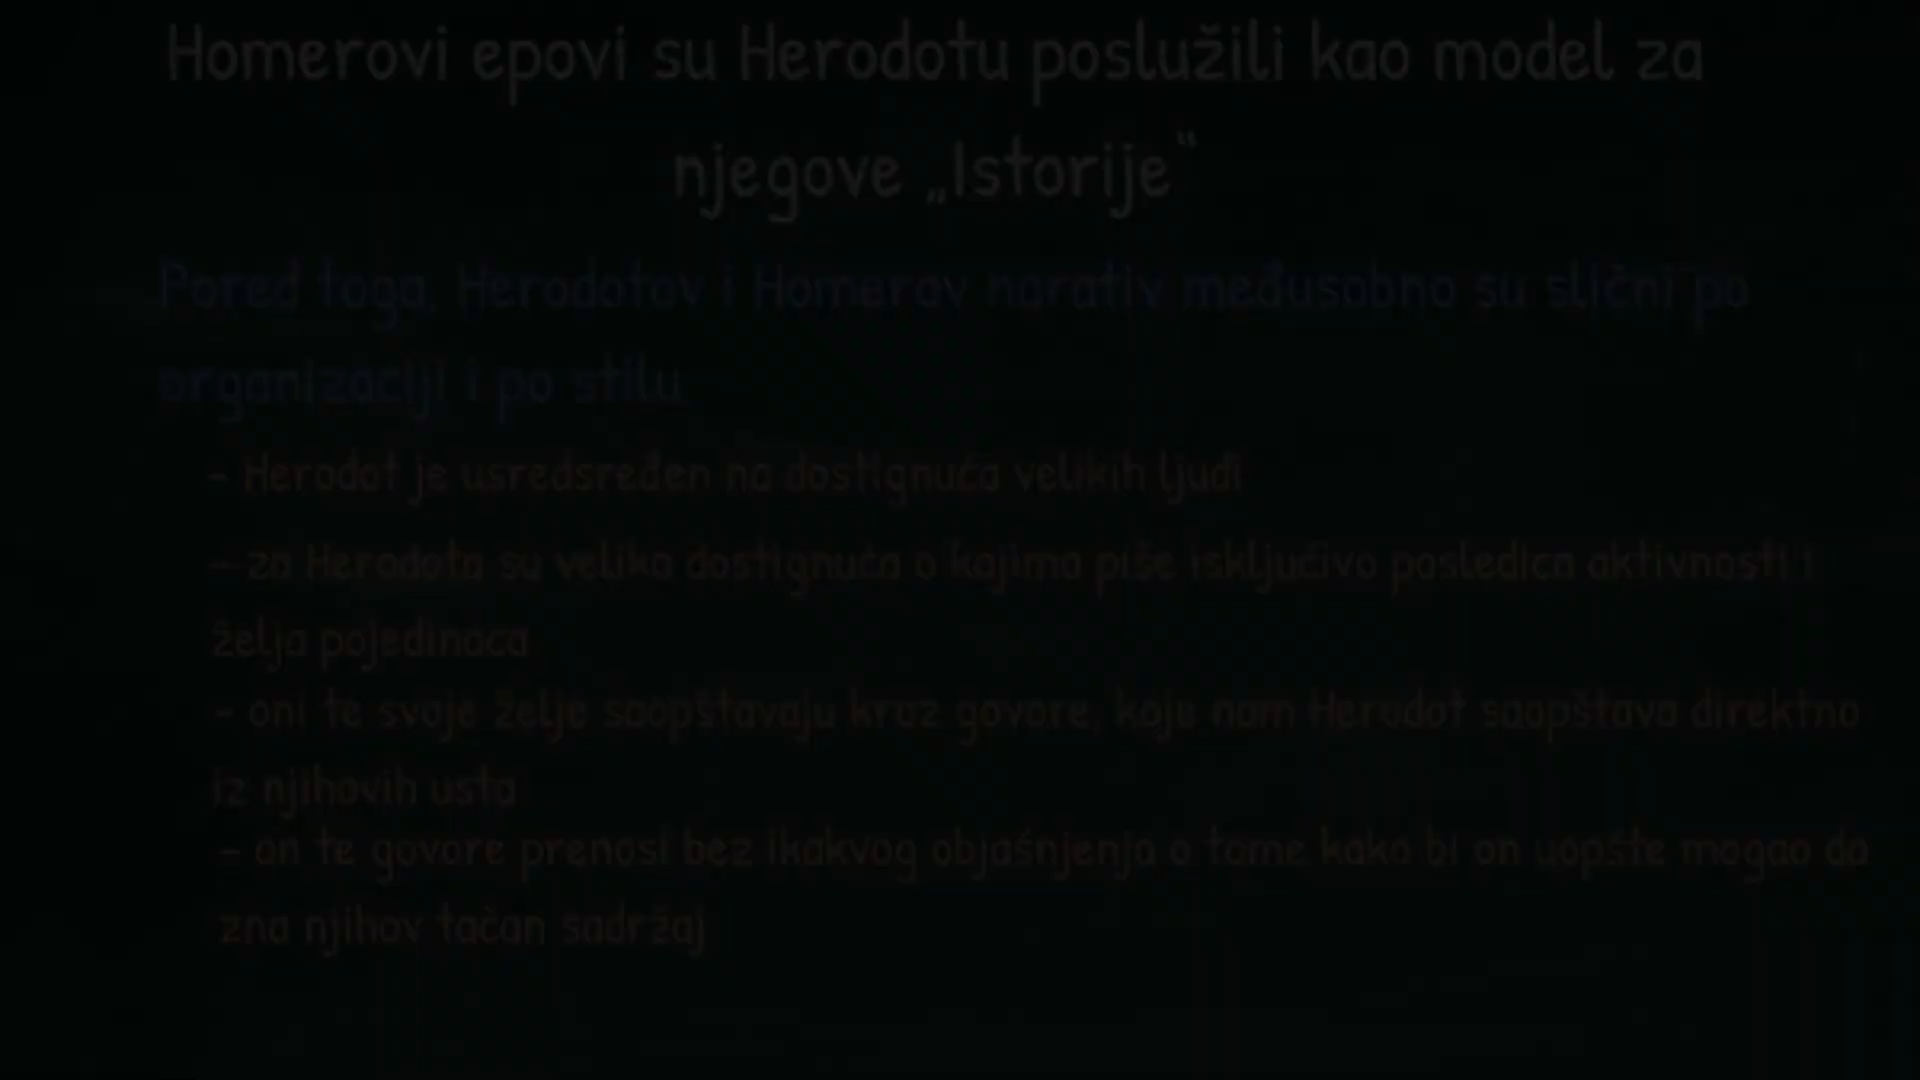 Homerovi epovi su Herodotu poslužili kao model za
njegove „Istorije“
Pored toga, Herodotov i Homerov narativ međusobno su slični po
organizaciji i po stilu
- Herodot je usredsređen na dostignuća velikih ljudi
- za Herodota su velika dostignuća o kojima piše isključivo posledica aktivnosti i
želja pojedinaca
- oni te svoje želje saopštavaju kroz govore, koje nam Herodot saopštava direktno
iz njihovih usta
- on te govore prenosi bez ikakvog objašnjenja o tome kako bi on uopšte mogao da
zna njihov tačan sadržaj